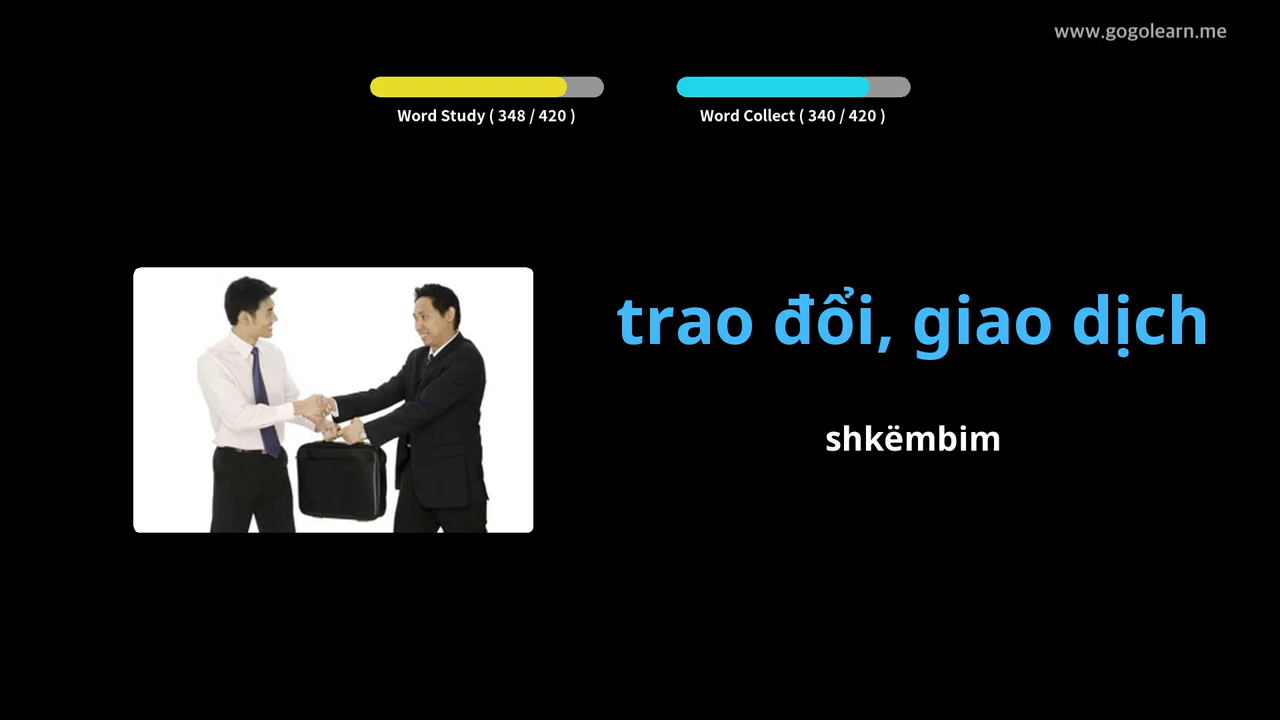 www.gogolearn.me
Word Study ( 348 / 420 )
Word Collect ( 340 / 420 )
trao đổi, giao dịch
shkëmbim